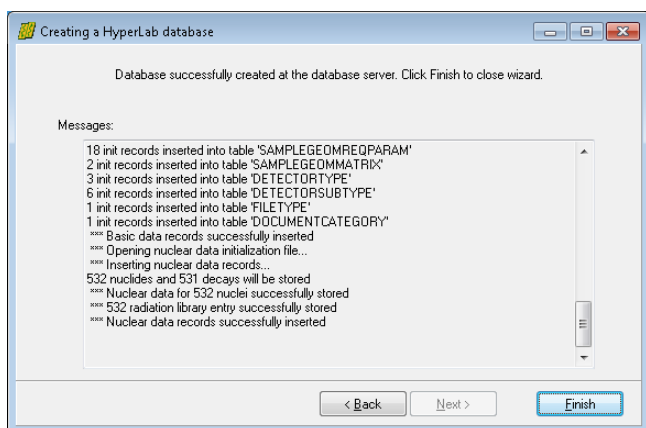 Creating a HyperLab database
Database successfully created at the database server. Click Finish to close wizard.
Messages:
18 init records inserted into table 'SAMPLEGEOMREQPARAM'
2 init records inserted into table 'SAMPLEGEOMMATRIX'
3 init records inserted into table 'DETECTORTYPE'
6 init records inserted into table 'DETECTORSUBTYPE'
1 init records inserted into table 'FILETYPE'
1 init records inserted into table 'DOCUMENTCATEGORY'
*** Basic data records successfully inserted
*** Opening nuclear data initialization file...
*** Inserting nuclear data records...
532 nuclides and 531 decays will be stored
*** Nuclear data for 532 nuclei successfully stored
*** 532 radiation library entry successfully stored
*** Nuclear data records successfully inserted
< Back Next > Finish